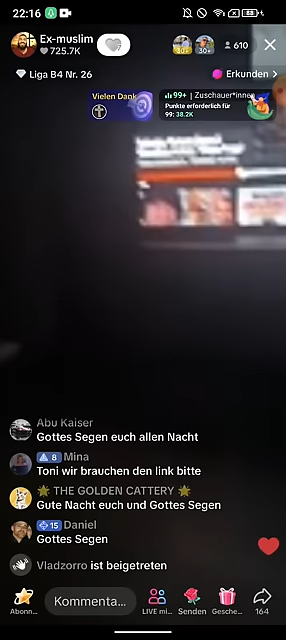 22:16
Ex-muslim
725.7K
30+
610
Liga B4 Nr. 26
Erkunden >
Vielen Dank
99+ | Zuschauer*innen
Punkte erforderlich für
99: 38.2K
Abu Kaiser
Gottes Segen euch allen Nacht
8 Mina
Toni wir brauchen den link bitte
THE GOLDEN CATTERY
Gute Nacht euch und Gottes Segen
15 Daniel
Gottes Segen
Vladzorro ist beigetreten
Abonn...
Kommenta...
LIVE mi...
Senden
Gesche...
164